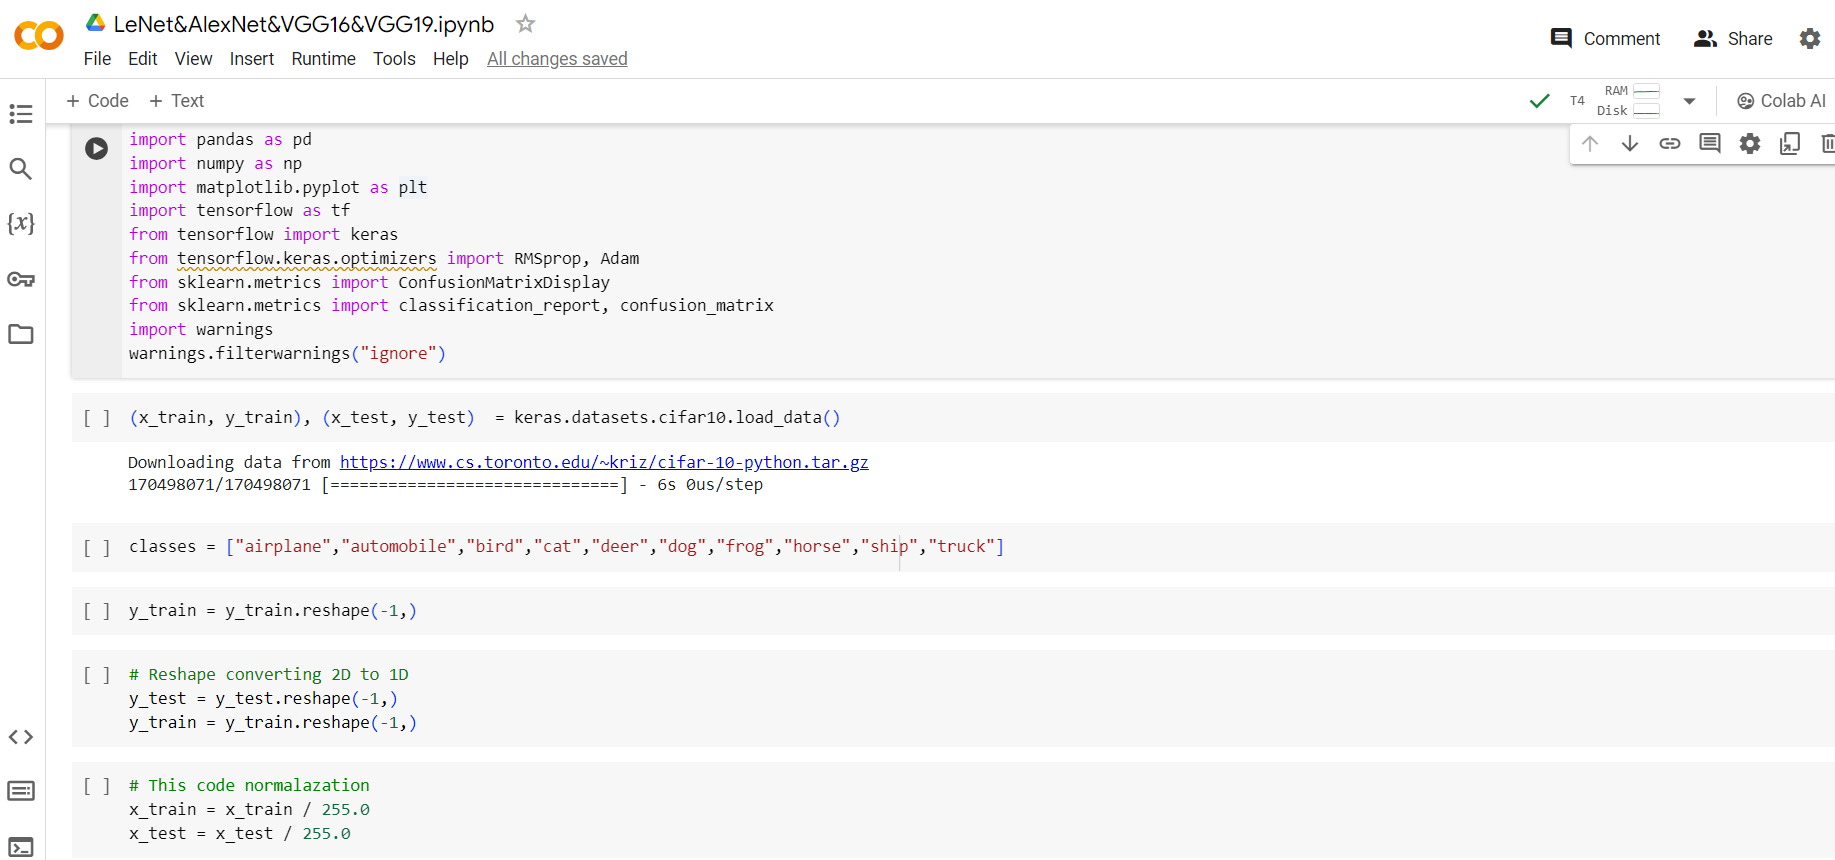 LeNet&AlexNet&VGG16&VGG19.ipynb
File Edit View Insert Runtime Tools Help All changes saved
Comment Share
+ Code + Text
T4 RAM Disk
Colab AI
import pandas as pd
import numpy as np
import matplotlib.pyplot as plt
import tensorflow as tf
from tensorflow import keras
from tensorflow.keras.optimizers import RMSprop, Adam
from sklearn.metrics import ConfusionMatrixDisplay
from sklearn.metrics import classification_report, confusion_matrix
import warnings
warnings.filterwarnings("ignore")
[ ] (x_train, y_train), (x_test, y_test)  = keras.datasets.cifar10.load_data()
Downloading data from https://www.cs.toronto.edu/~kriz/cifar-10-python.tar.gz
170498071/170498071 [==============================] - 6s 0us/step
[ ] classes = ["airplane","automobile","bird","cat","deer","dog","frog","horse","ship","truck"]
[ ] y_train = y_train.reshape(-1,)
[ ] # Reshape converting 2D to 1D
y_test = y_test.reshape(-1,)
y_train = y_train.reshape(-1,)
[ ] # This code normalazation
x_train = x_train / 255.0
x_test = x_test / 255.0